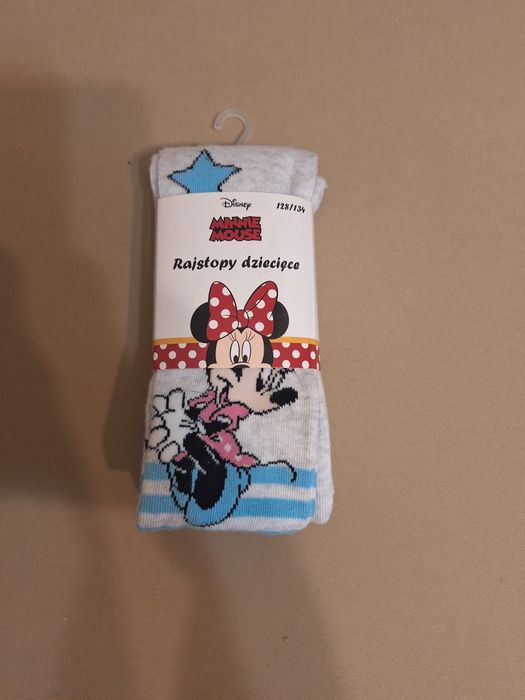 Disney
128/134
MINNIE
MOUSE
Rajstopy dziecięce